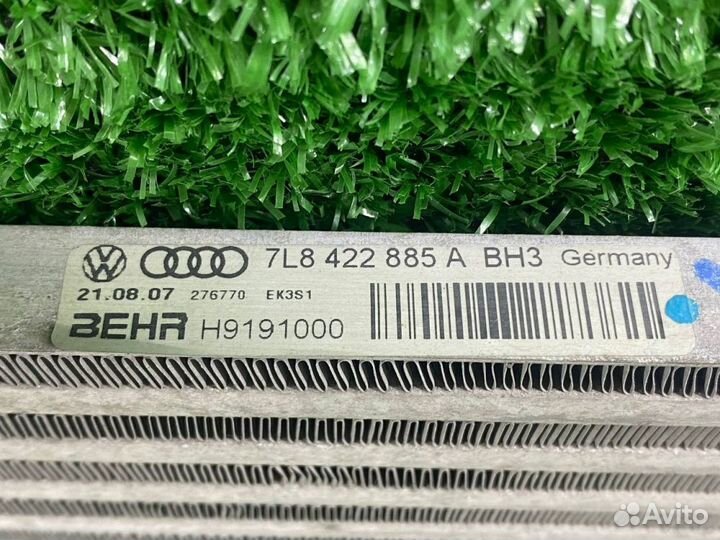 7L8 422 885 A BH3 Germany
21.08.07 276770 EK3S1
BEHR H9191000
Avito